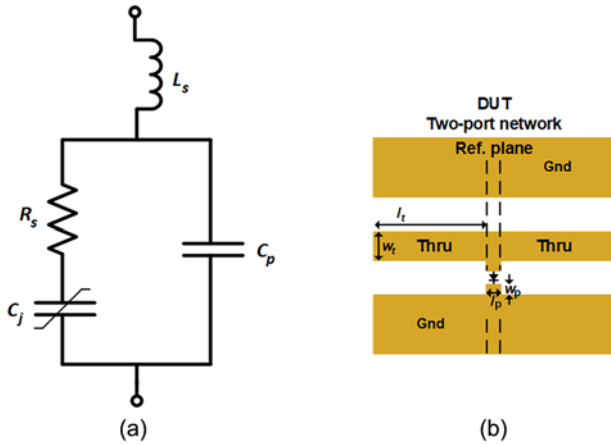 L_s
R_s
C_p
C_j
(a)
DUT
Two-port network
Ref. plane
Gnd
l_t
w_t
Thru
Thru
w_p
l_p
Gnd
(b)